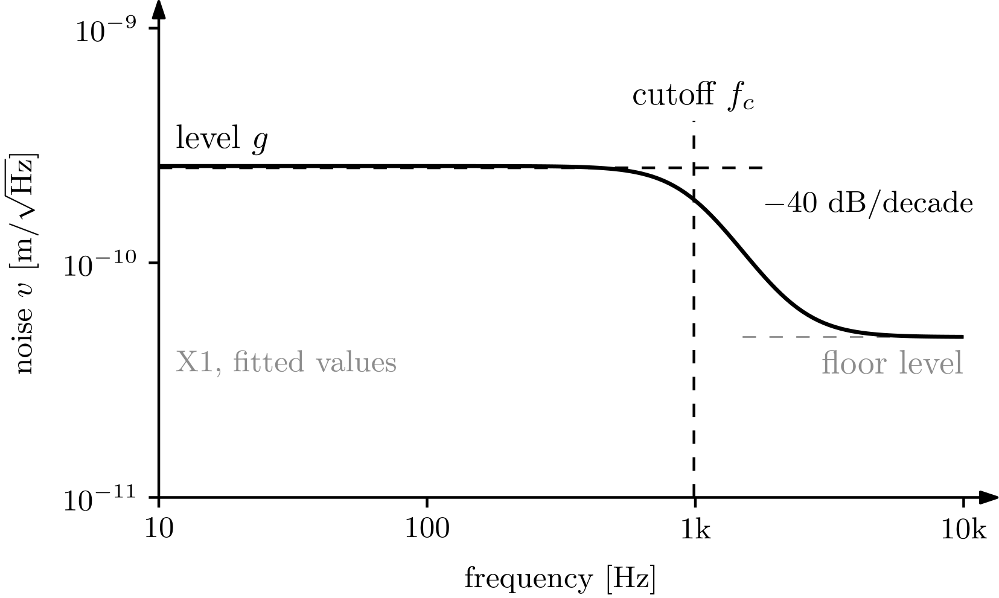 10⁻⁹
cutoff f_c
level g
−40 dB/decade
noise v [m/√Hz]
10⁻¹⁰
X1, fitted values
floor level
10⁻¹¹
10 100 1k 10k
frequency [Hz]